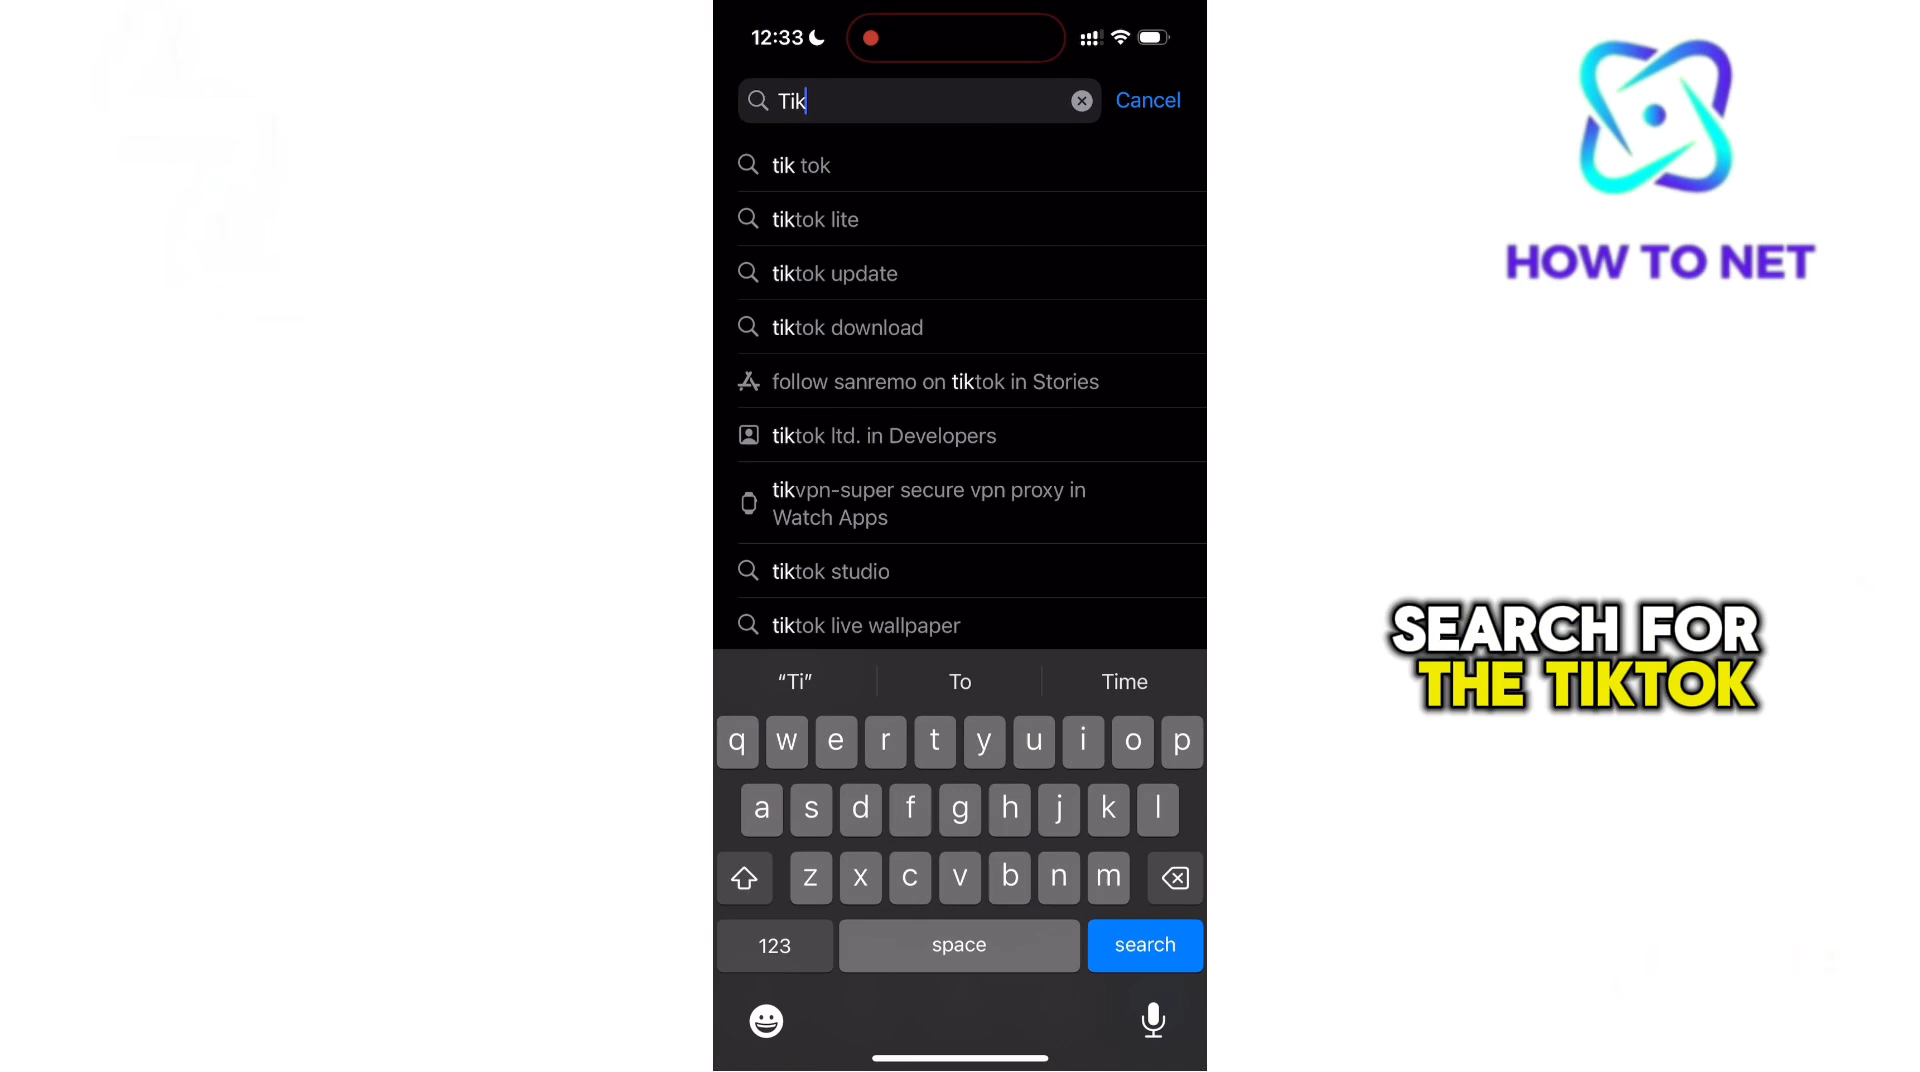 12:33
Tik
Cancel
tik tok
tiktok lite
tiktok update
tiktok download
follow sanremo on tiktok in Stories
tiktok ltd. in Developers
tikvpn-super secure vpn proxy in
Watch Apps
tiktok studio
tiktok live wallpaper
“Ti” To Time
q w e r t y u i o p
a s d f g h j k l
z x c v b n m
123 space search
HOW TO NET
SEARCH FOR
THE TIKTOK